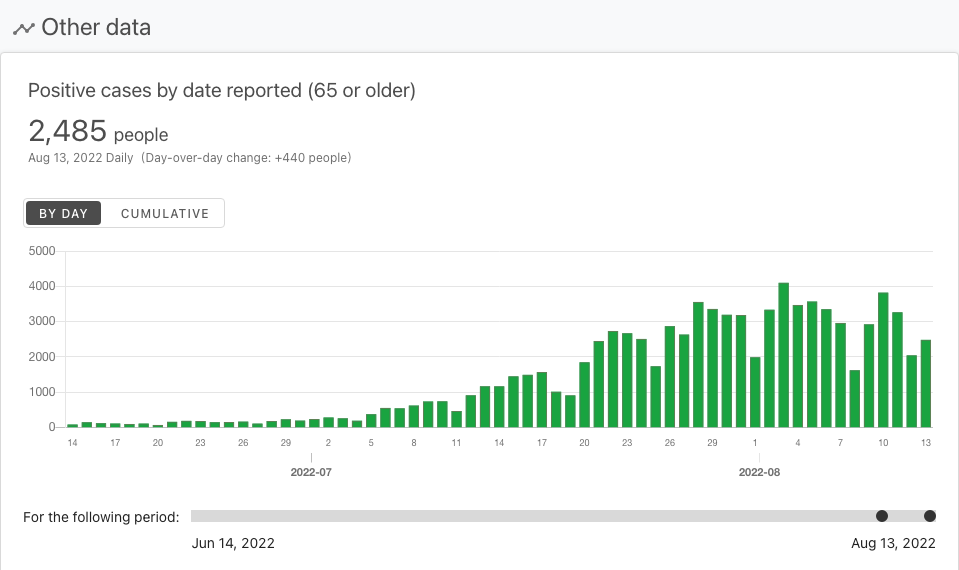 Other data
Positive cases by date reported (65 or older)
2,485 people
Aug 13, 2022 Daily (Day-over-day change: +440 people)
BY DAY CUMULATIVE
5000
4000
3000
2000
1000
0
14 17 20 23 26 29 2 5 8 11 14 17 20 23 26 29 1 4 7 10 13
2022-07 2022-08
For the following period:
Jun 14, 2022 Aug 13, 2022